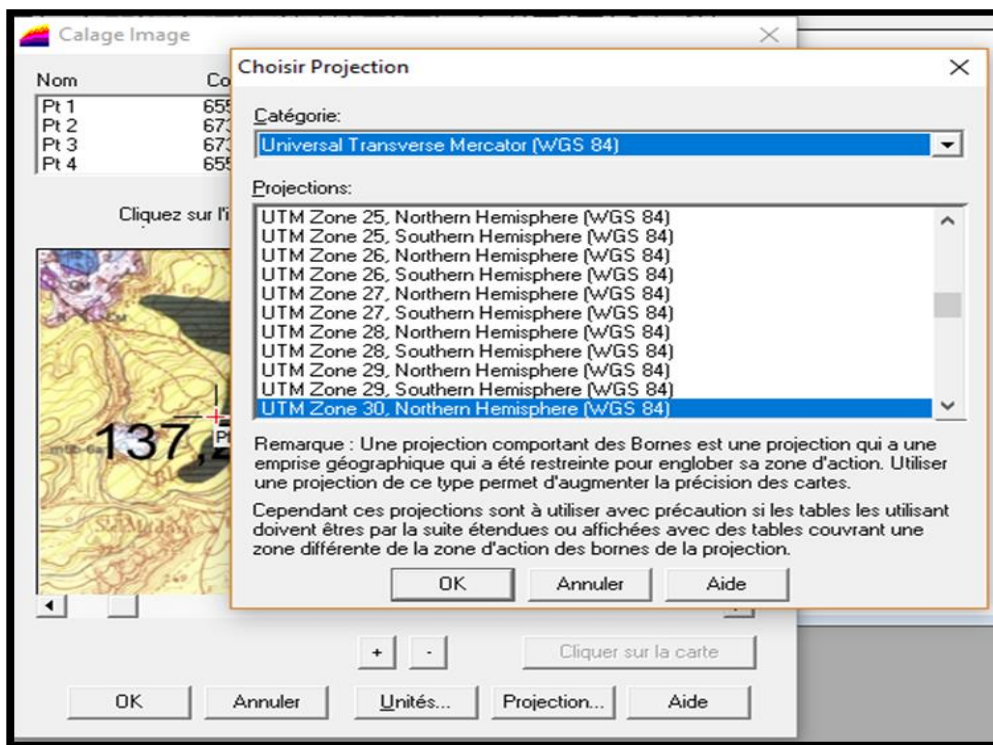 Calage Image
Choisir Projection
Nom Co
Pt 1 655
Pt 2 673
Pt 3 673
Pt 4 655
Cliquez sur l'i
137,2
Catégorie:
Universal Transverse Mercator (WGS 84)
Projections:
UTM Zone 25, Northern Hemisphere (WGS 84)
UTM Zone 25, Southern Hemisphere (WGS 84)
UTM Zone 26, Northern Hemisphere (WGS 84)
UTM Zone 26, Southern Hemisphere (WGS 84)
UTM Zone 27, Northern Hemisphere (WGS 84)
UTM Zone 27, Southern Hemisphere (WGS 84)
UTM Zone 28, Northern Hemisphere (WGS 84)
UTM Zone 28, Southern Hemisphere (WGS 84)
UTM Zone 29, Northern Hemisphere (WGS 84)
UTM Zone 29, Southern Hemisphere (WGS 84)
UTM Zone 30, Northern Hemisphere (WGS 84)
Remarque : Une projection comportant des Bornes est une projection qui a une
emprise géographique qui a été restreinte pour englober sa zone d'action. Utiliser
une projection de ce type permet d'augmenter la précision des cartes.
Cependant ces projections sont à utiliser avec précaution si les tables les utilisant
doivent êtres par la suite étendues ou affichées avec des tables couvrant une
zone différente de la zone d'action des bornes de la projection.
OK Annuler Aide
+ - Cliquer sur la carte
OK Annuler Unités... Projection... Aide